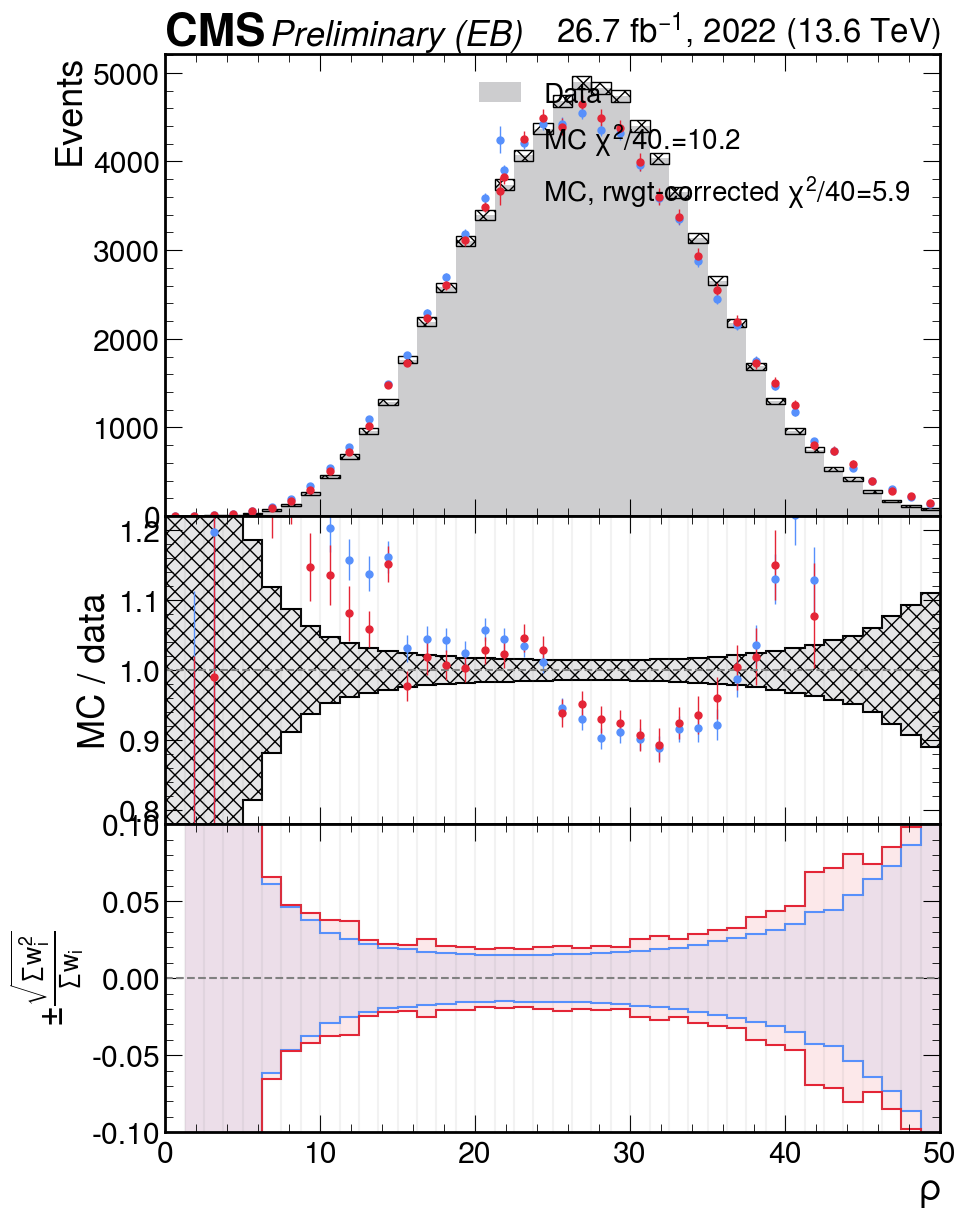 CMS Preliminary (EB) 26.7 fb⁻¹, 2022 (13.6 TeV)
Events
5000
4000
3000
2000
1000
0
Data
MC χ²/40.=10.2
MC, rwgt.corrected χ²/40=5.9
MC / data
1.2
1.1
1.0
0.9
0.8
±√Σwᵢ²/Σwᵢ
0.10
0.05
0.00
-0.05
-0.10
0 10 20 30 40 50
ρ